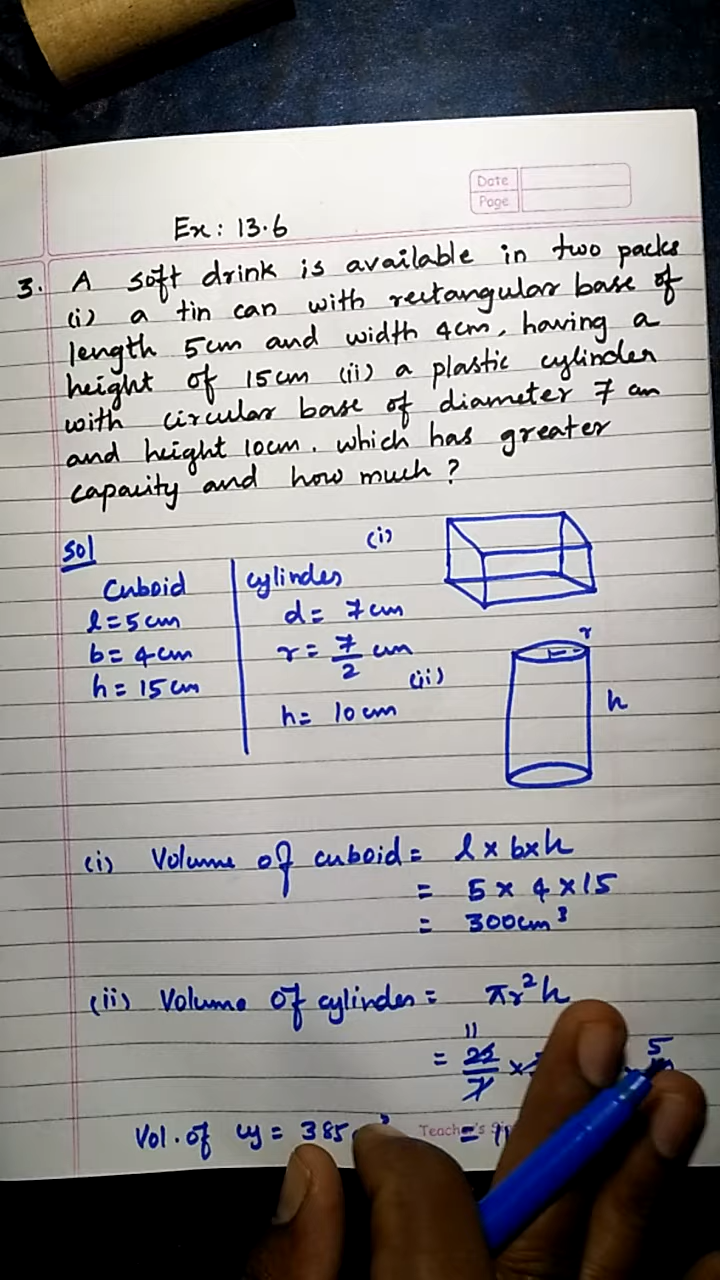 Date
Page
Ex: 13.6
3. A soft drink is available in two packs
(i) a tin can with rectangular base of
length 5cm and width 4cm, having a
height of 15cm (ii) a plastic cylinder
with circular base of diameter 7 cm
and height 10cm. which has greater
capacity and how much?
Sol
(i)
Cuboid
cylinder
l=5cm
d= 7cm
b= 4cm
r= 7/2 cm
h= 15cm
(ii)
h= 10cm
r
h
(i) Volume of cuboid = l x b x h
= 5 x 4 x 15
= 300cm³
(ii) Volume of cylinder = πr²h
11 5
= 22/7 x
Vol. of cy = 385
Teacher's
=